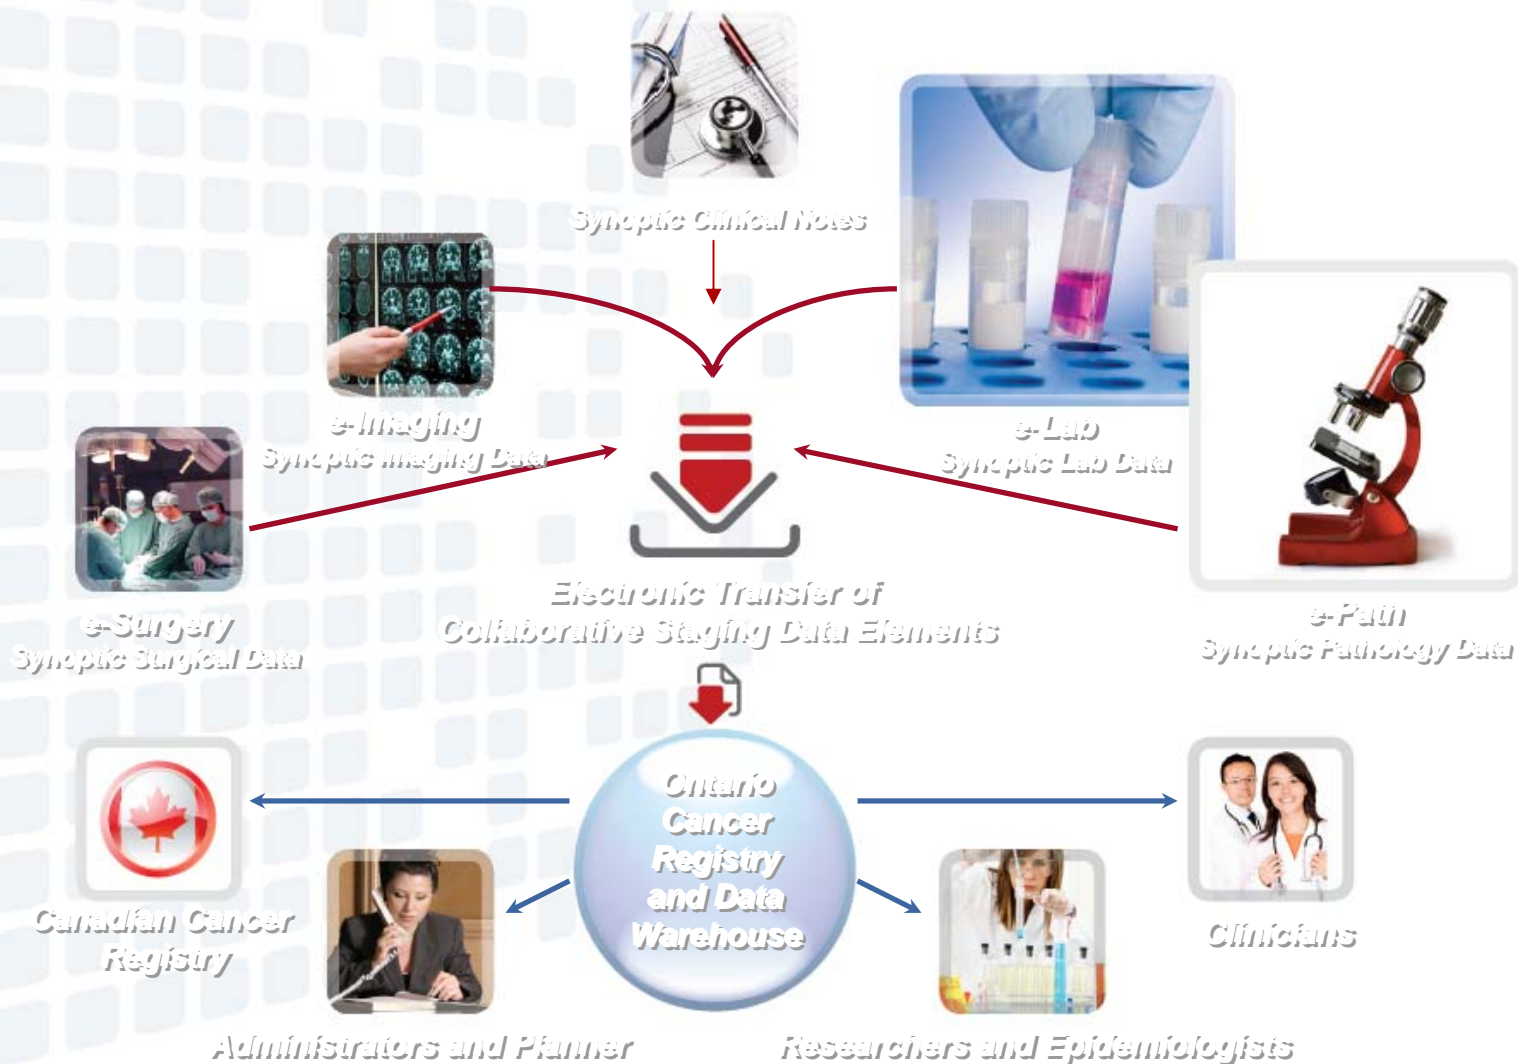 Synoptic Clinical Notes
e-Imaging
Synoptic Imaging Data
e-Lab
Synoptic Lab Data
e-Surgery
Synoptic Surgical Data
Electronic Transfer of
Collaborative Staging Data Elements
e-Path
Synoptic Pathology Data
Ontario
Cancer
Registry
and Data
Warehouse
Canadian Cancer
Registry
Clinicians
Administrators and Planner
Researchers and Epidemiologists